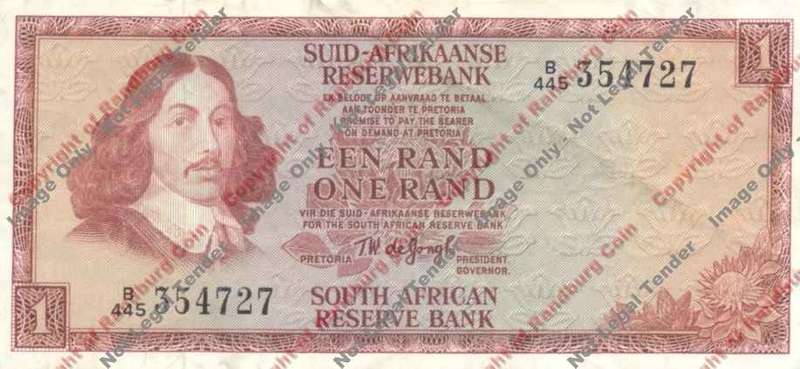 SUID-AFRIKAANSE
RESERWEBANK
1
B/445 354727
EK BELOOF OP AANVRAAG TE BETAAL
AAN TOONDER TE PRETORIA
I PROMISE TO PAY THE BEARER
ON DEMAND AT PRETORIA
EEN RAND
ONE RAND
VIR DIE SUID-AFRIKAANSE RESERWEBANK
FOR THE SOUTH AFRICAN RESERVE BANK
T.W. de Jongh
PRETORIA
PRESIDENT
GOVERNOR.
1
B/445 354727
SOUTH AFRICAN
RESERVE BANK
Copyright of Randburg Coin
Image Only - Not Legal Tender